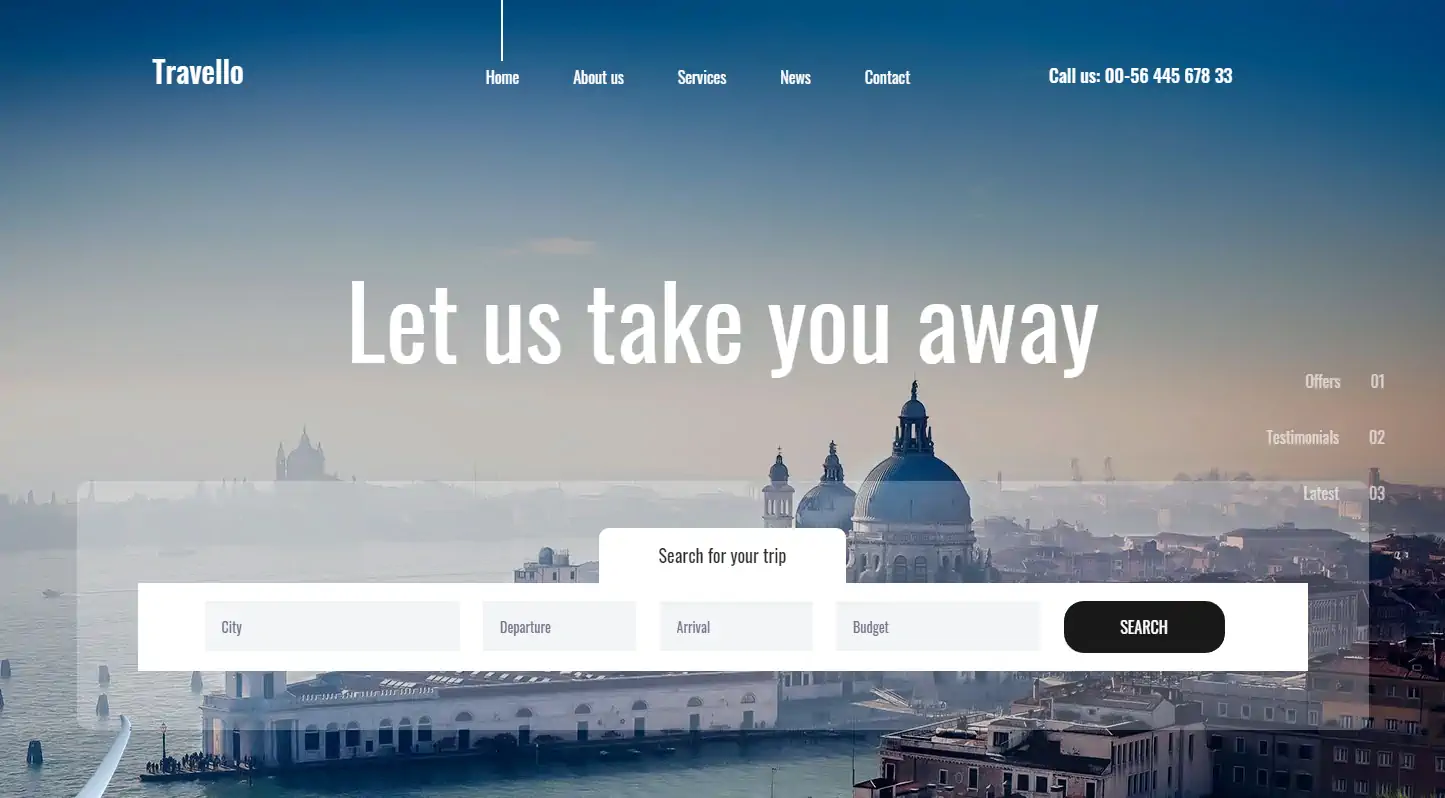 Travello
Home
About us
Services
News
Contact
Call us: 00-56 445 678 33
Let us take you away
Offers 01
Testimonials 02
Latest 03
Search for your trip
City
Departure
Arrival
Budget
SEARCH